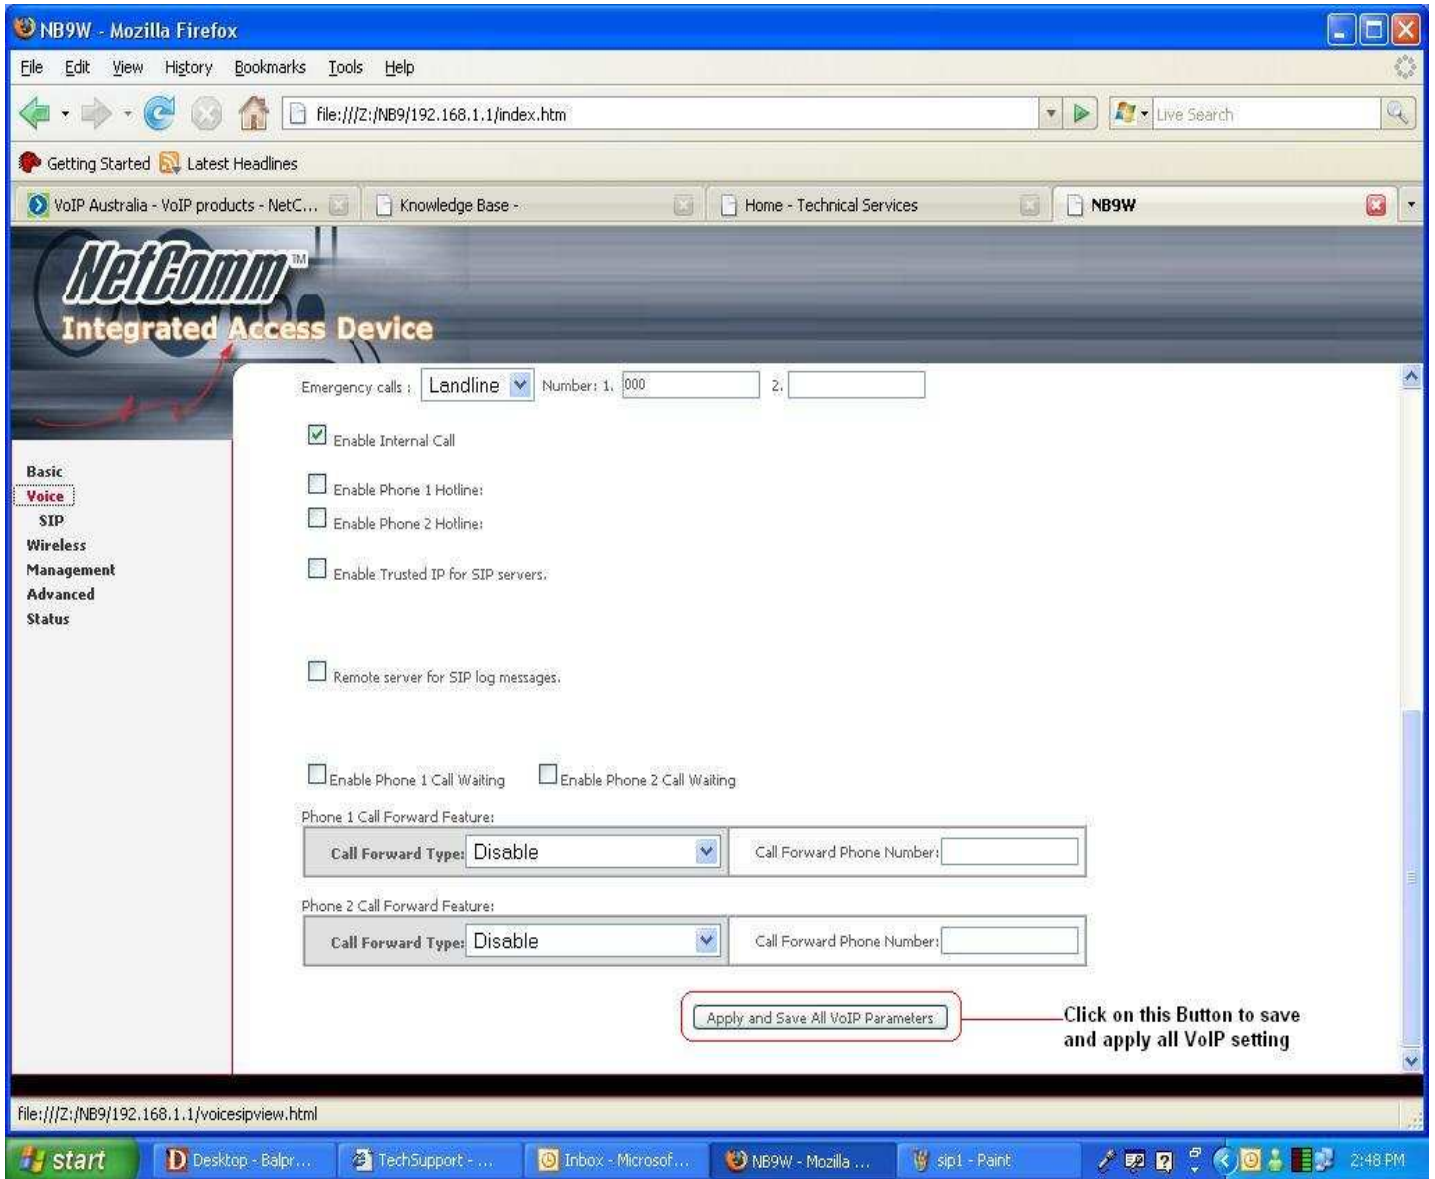 NB9W - Mozilla Firefox
File Edit View History Bookmarks Tools Help
file:///Z:/NB9/192.168.1.1/index.htm
Live Search
Getting Started Latest Headlines
VoIP Australia - VoIP products - NetC... Knowledge Base - Home - Technical Services NB9W
NetComm TM
Integrated Access Device
Emergency calls : Landline Number: 1. 000 2.
Enable Internal Call
Basic
Voice
SIP
Wireless
Management
Advanced
Status
Enable Phone 1 Hotline:
Enable Phone 2 Hotline:
Enable Trusted IP for SIP servers.
Remote server for SIP log messages.
Enable Phone 1 Call Waiting Enable Phone 2 Call Waiting
Phone 1 Call Forward Feature:
Call Forward Type: Disable Call Forward Phone Number:
Phone 2 Call Forward Feature:
Call Forward Type: Disable Call Forward Phone Number:
Apply and Save All VoIP Parameters
Click on this Button to save
and apply all VoIP setting
file:///Z:/NB9/192.168.1.1/voicesipview.html
start Desktop - Balpr... TechSupport - ... Inbox - Microsof... NB9W - Mozilla ... sip1 - Paint 2:48 PM